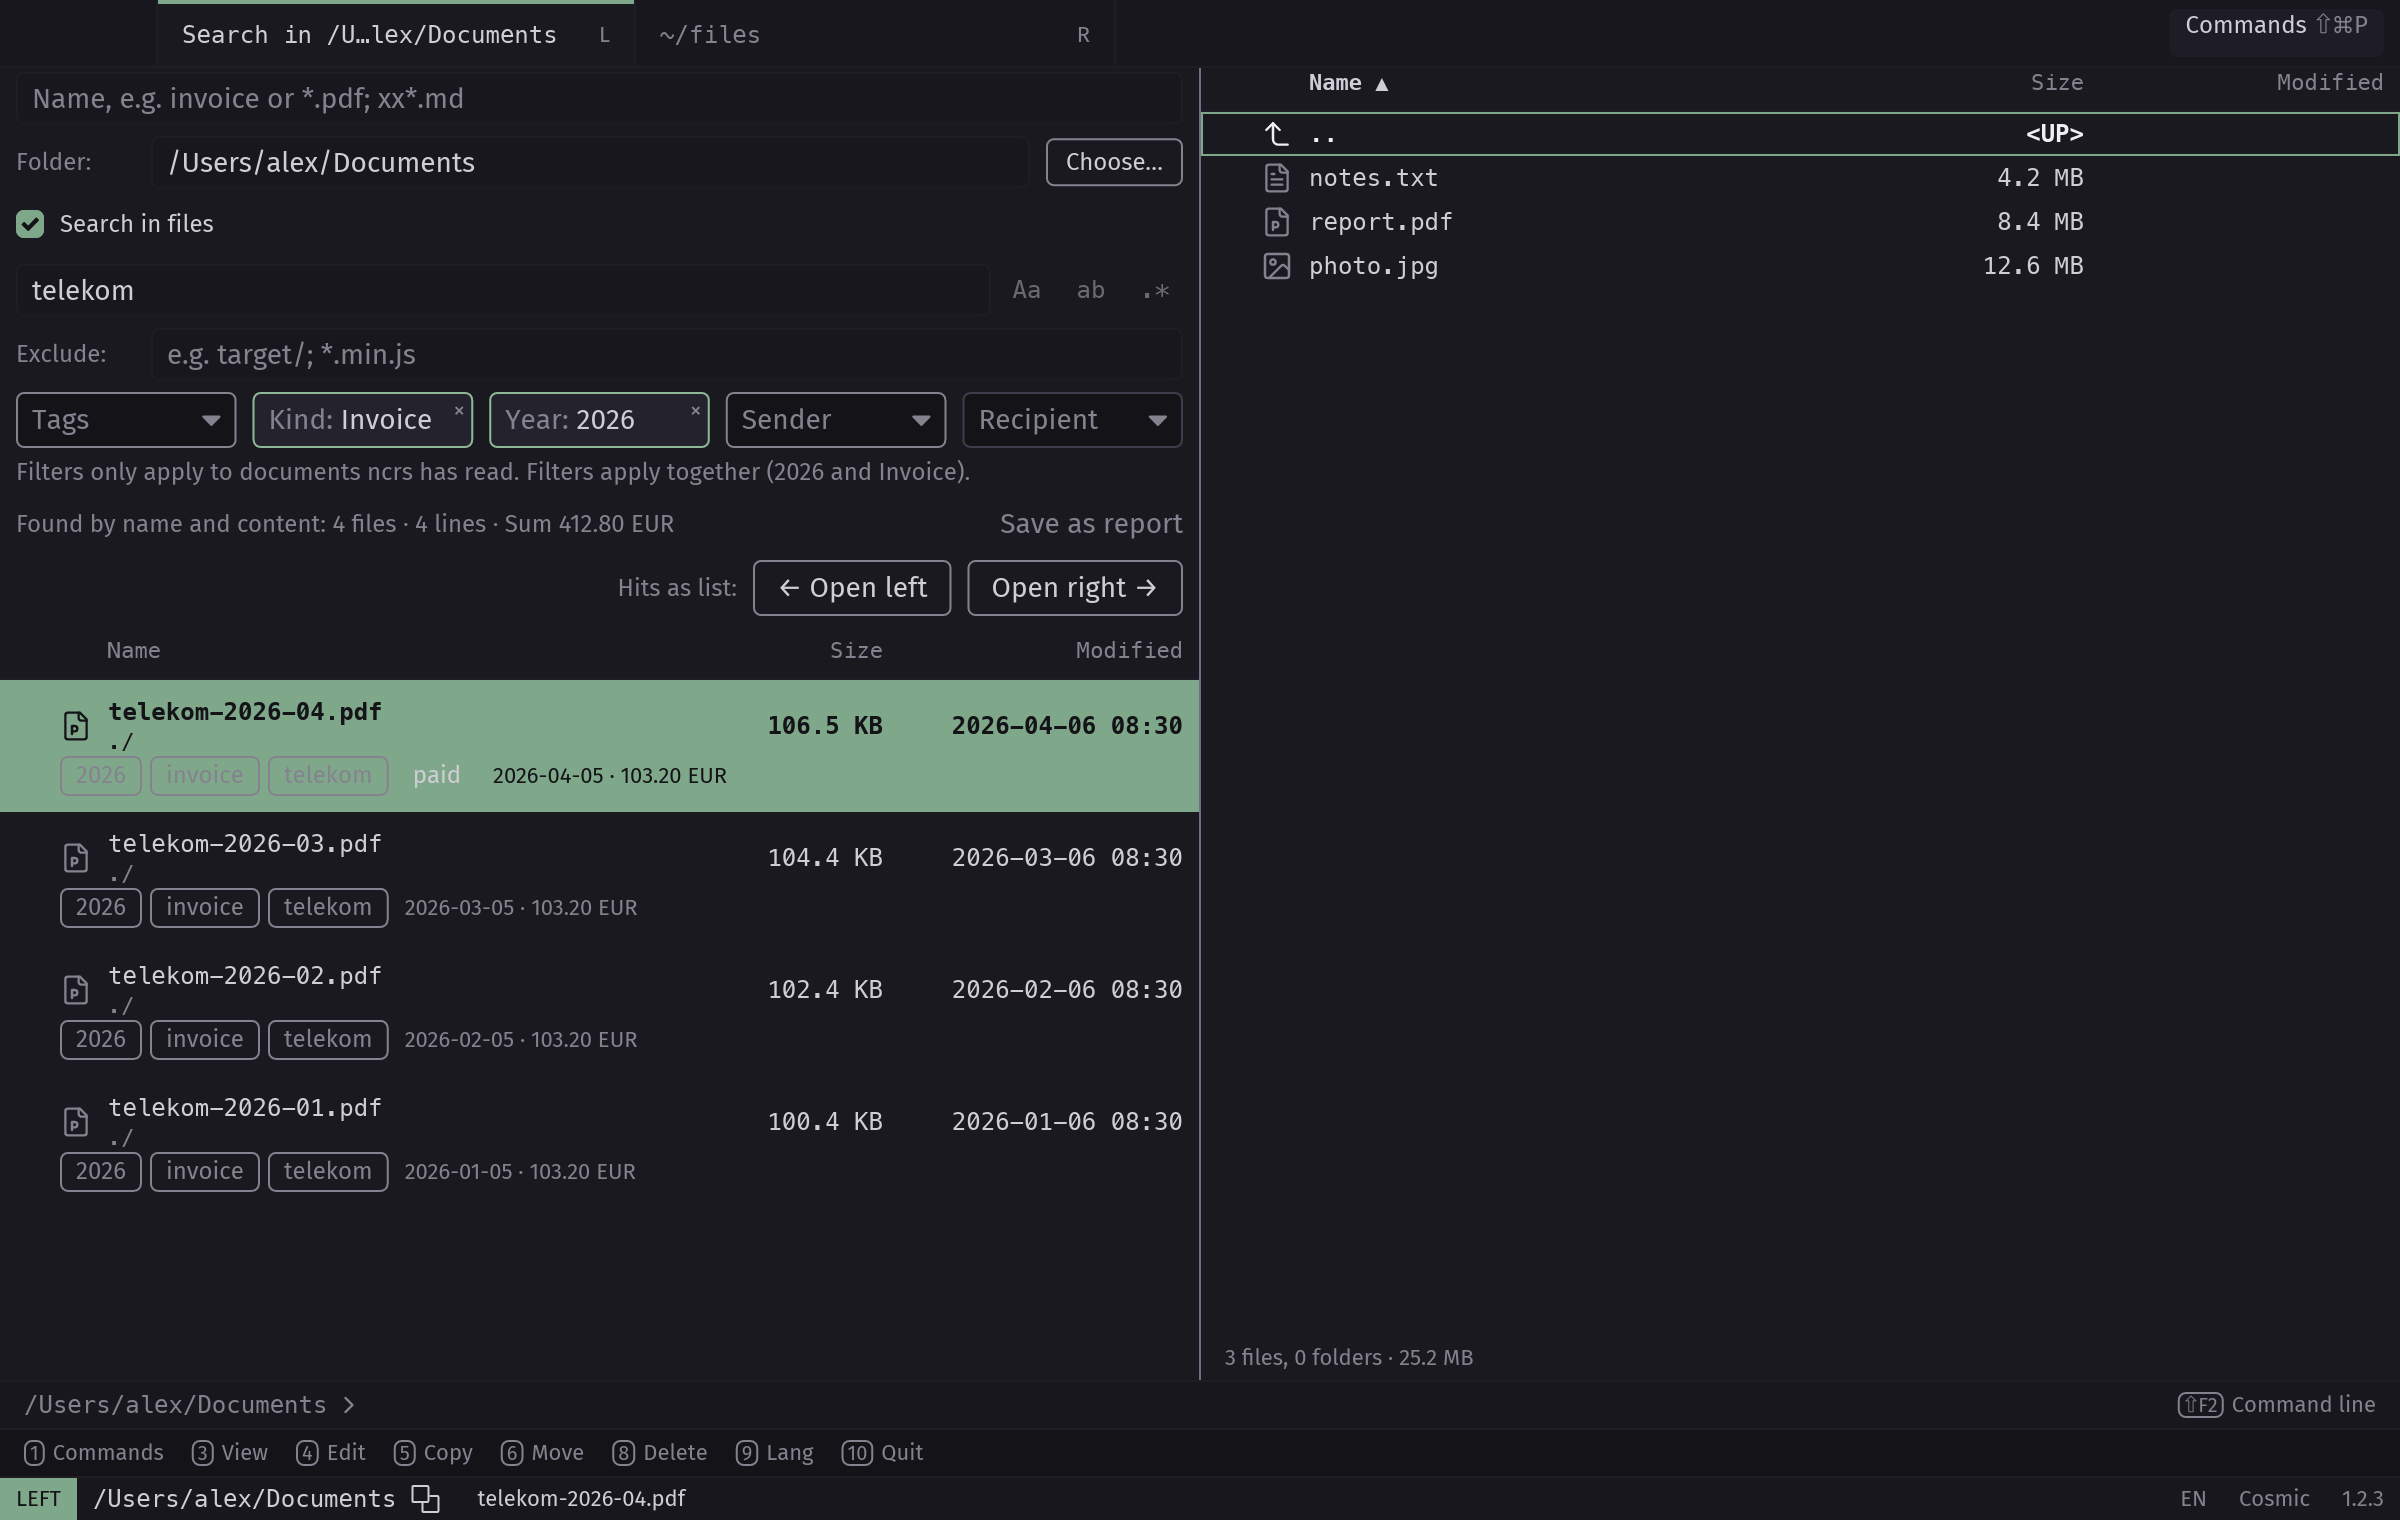 Search in /U…lex/Documents L
~/files R
Commands ⇧⌘P
Name, e.g. invoice or *.pdf; xx*.md
Folder: /Users/alex/Documents Choose...
Search in files
telekom Aa ab .*
Exclude: e.g. target/; *.min.js
Tags Kind: Invoice × Year: 2026 × Sender Recipient
Filters only apply to documents ncrs has read. Filters apply together (2026 and Invoice).
Found by name and content: 4 files · 4 lines · Sum 412.80 EUR Save as report
Hits as list: ← Open left Open right →
Name Size Modified
telekom-2026-04.pdf 106.5 KB 2026-04-06 08:30
./
2026 invoice telekom paid 2026-04-05 · 103.20 EUR
telekom-2026-03.pdf 104.4 KB 2026-03-06 08:30
./
2026 invoice telekom 2026-03-05 · 103.20 EUR
telekom-2026-02.pdf 102.4 KB 2026-02-06 08:30
./
2026 invoice telekom 2026-02-05 · 103.20 EUR
telekom-2026-01.pdf 100.4 KB 2026-01-06 08:30
./
2026 invoice telekom 2026-01-05 · 103.20 EUR
Name ▲ Size Modified
.. <UP>
notes.txt 4.2 MB
report.pdf 8.4 MB
photo.jpg 12.6 MB
3 files, 0 folders · 25.2 MB
/Users/alex/Documents > ⇧F2 Command line
1 Commands 3 View 4 Edit 5 Copy 6 Move 8 Delete 9 Lang 10 Quit
LEFT /Users/alex/Documents telekom-2026-04.pdf EN Cosmic 1.2.3